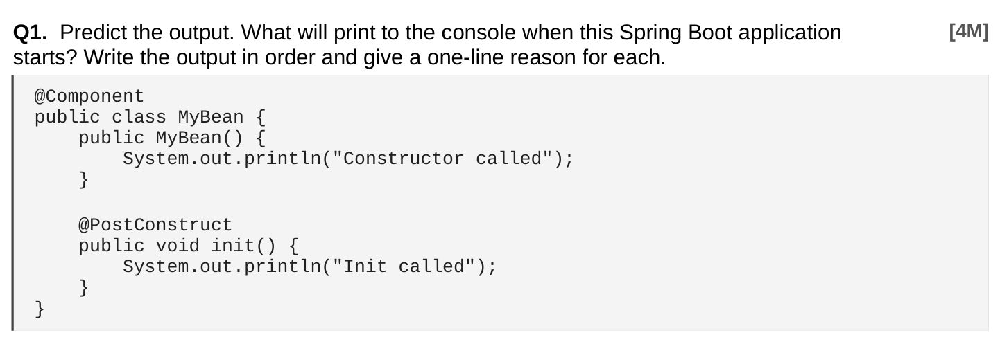 Q1. Predict the output. What will print to the console when this Spring Boot application [4M]
starts? Write the output in order and give a one-line reason for each.
@Component
public class MyBean {
    public MyBean() {
        System.out.println("Constructor called");
    }

    @PostConstruct
    public void init() {
        System.out.println("Init called");
    }
}